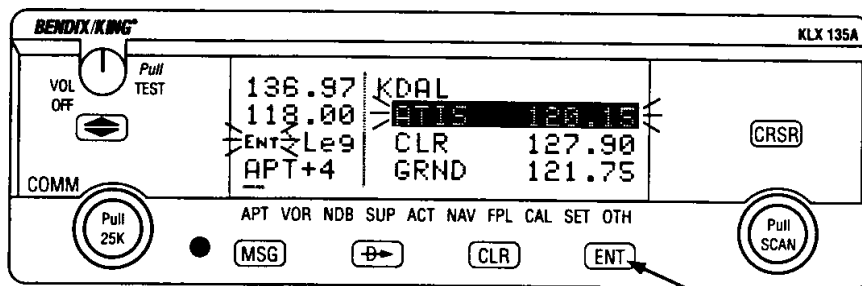 BENDIX/KING®
KLX 135A
Pull
VOL TEST
OFF
136.97 KDAL
118.00 ATIS 120.15
ENT Leg CLR 127.90
APT+4 GRND 121.75
CRSR
COMM
Pull
25K
APT VOR NDB SUP ACT NAV FPL CAL SET OTH
Pull
SCAN
MSG D CLR ENT